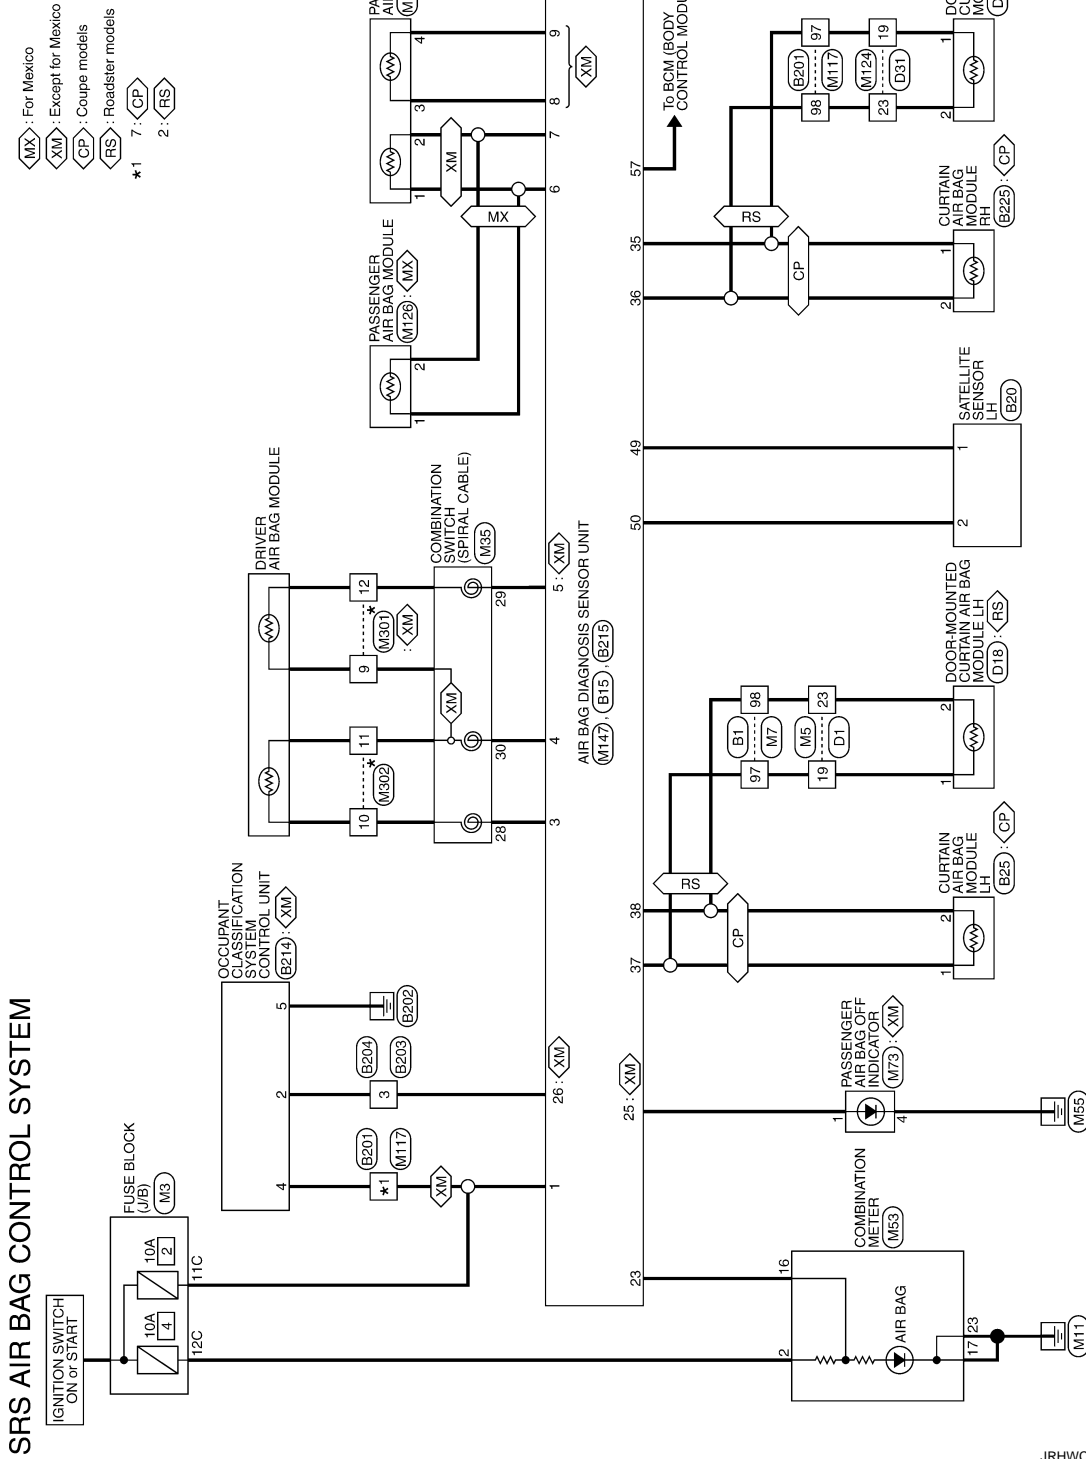 SRS AIR BAG CONTROL SYSTEM
IGNITION SWITCH
ON or START
FUSE BLOCK
(J/B)
M3
10A
4
10A
2
12C
11C
MX : For Mexico
XM : Except for Mexico
CP : Coupe models
RS : Roadster models
*1 7 : CP
2 : RS
OCCUPANT
CLASSIFICATION
SYSTEM
CONTROL UNIT
B214 : XM
4
2
5
B201
*1
M117
XM
B204
3
B203
B202
DRIVER
AIR BAG MODULE
10
11
9
12
*
M302
*
M301
: XM
XM
COMBINATION
SWITCH
(SPIRAL CABLE)
M35
28
30
29
PASSENGER
AIR BAG MODULE
M126 : MX
1
2
1
2
3
4
XM
MX
XM
1
26 : XM
3
4
5 : XM
6
7
8
9
AIR BAG DIAGNOSIS SENSOR UNIT
M147 , B15 , B215
23
25 : XM
37
38
50
49
36
35
57
To BCM (BODY
RS
CP
RS
CP
B1
M7
97
98
M5
D1
19
23
B201
M117
98
97
M124
D31
23
19
COMBINATION
METER
M53
2
16
AIR BAG
17
23
M11
PASSENGER
AIR BAG OFF
INDICATOR
M73 : XM
1
4
M55
CURTAIN
AIR BAG
MODULE
LH
B25 : CP
1
2
DOOR-MOUNTED
CURTAIN AIR BAG
MODULE LH
D18 : RS
1
2
SATELLITE
SENSOR
LH
B20
2
1
CURTAIN
AIR BAG
MODULE
RH
B225 : CP
2
1
2
1